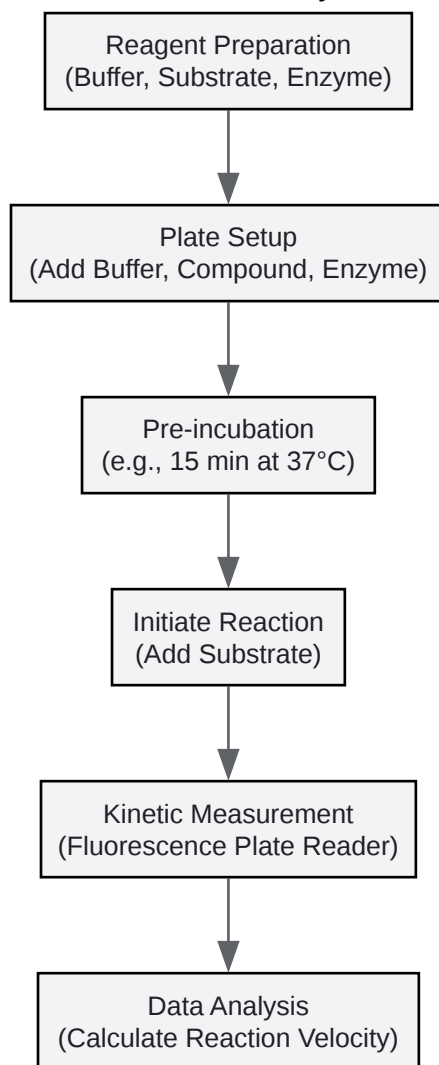 Reagent Preparation
(Buffer, Substrate, Enzyme)
Plate Setup
(Add Buffer, Compound, Enzyme)
Pre-incubation
(e.g., 15 min at 37°C)
Initiate Reaction
(Add Substrate)
Kinetic Measurement
(Fluorescence Plate Reader)
Data Analysis
(Calculate Reaction Velocity)